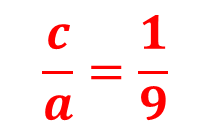 c/a = 1/9